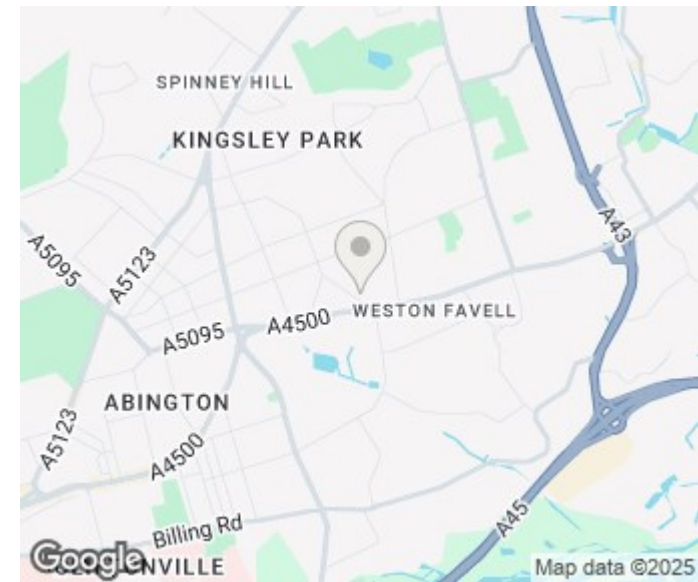 SPINNEY HILL
KINGSLEY PARK
A43
A5095
A5123
WESTON FAVELL
A4500
A5095
ABINGTON
A5123
A4500
A45
Billing Rd
Google
Map data ©2025